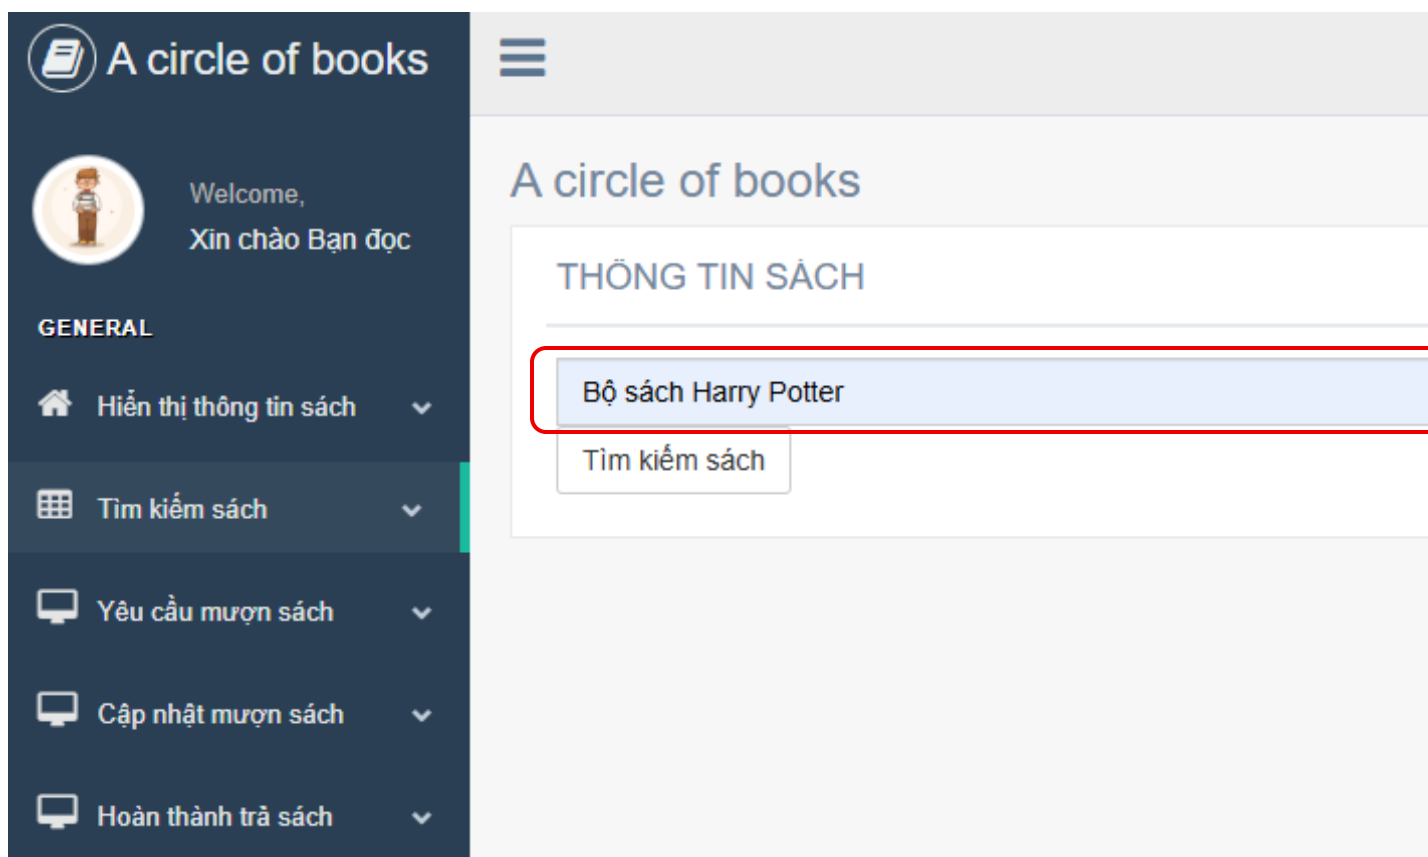 A circle of books
Welcome,
Xin chào Bạn đọc
GENERAL
Hiển thị thông tin sách
Tìm kiếm sách
Yêu cầu mượn sách
Cập nhật mượn sách
Hoàn thành trả sách
A circle of books
THÔNG TIN SÁCH
Bộ sách Harry Potter
Tìm kiếm sách